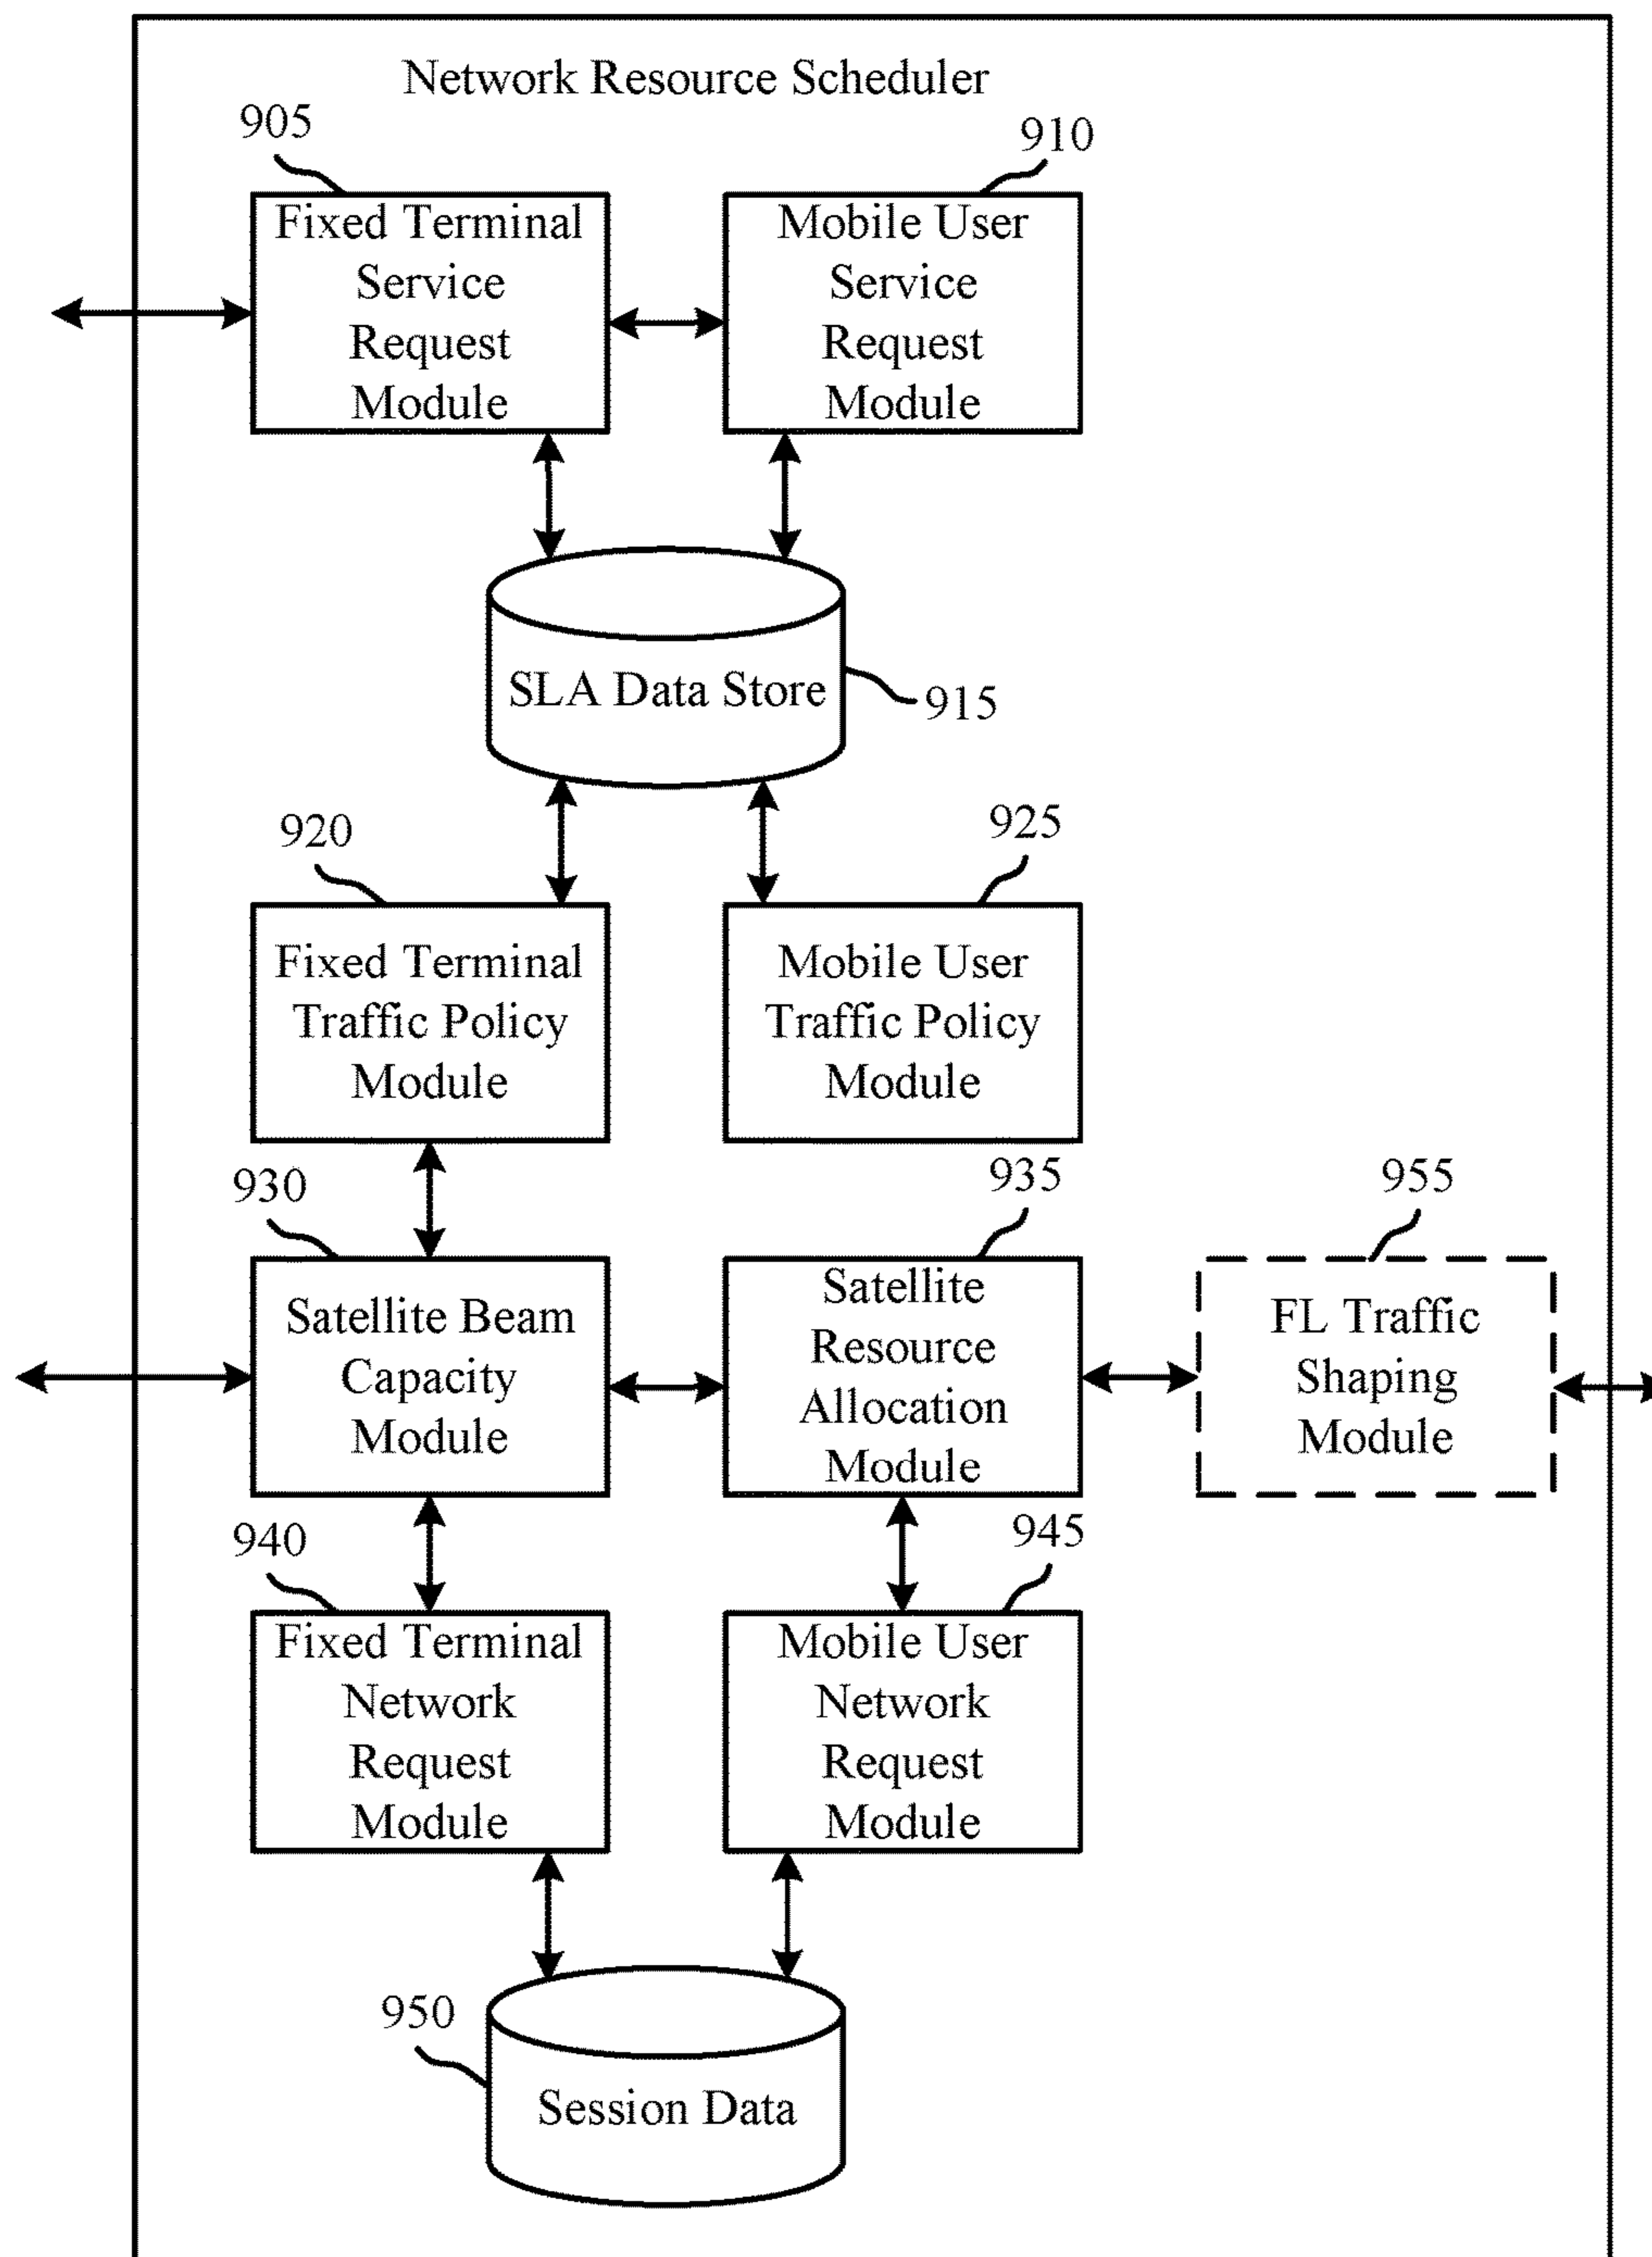 Network Resource Scheduler
905
910
Fixed Terminal
Service
Request
Module
Mobile User
Service
Request
Module
SLA Data Store
915
920
925
Fixed Terminal
Traffic Policy
Module
Mobile User
Traffic Policy
Module
930
935
955
Satellite Beam
Capacity
Module
Satellite
Resource
Allocation
Module
FL Traffic
Shaping
Module
940
945
Fixed Terminal
Network
Request
Module
Mobile User
Network
Request
Module
950
Session Data